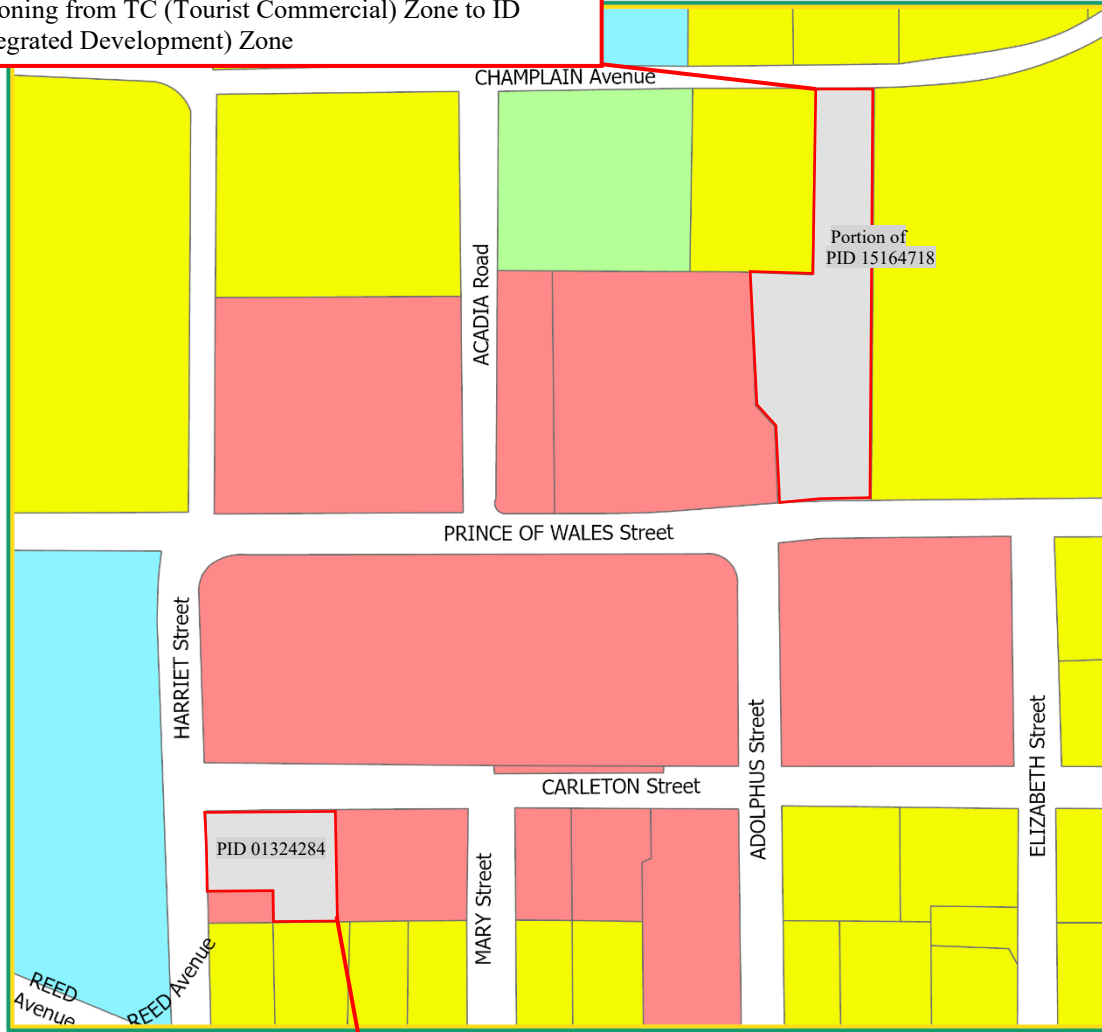 oning from TC (Tourist Commercial) Zone to ID
egrated Development) Zone
CHAMPLAIN Avenue
Portion of
PID 15164718
ACADIA Road
PRINCE OF WALES Street
HARRIET Street
ADOLPHUS Street
ELIZABETH Street
CARLETON Street
PID 01324284
MARY Street
REED Avenue
REED
Avenue